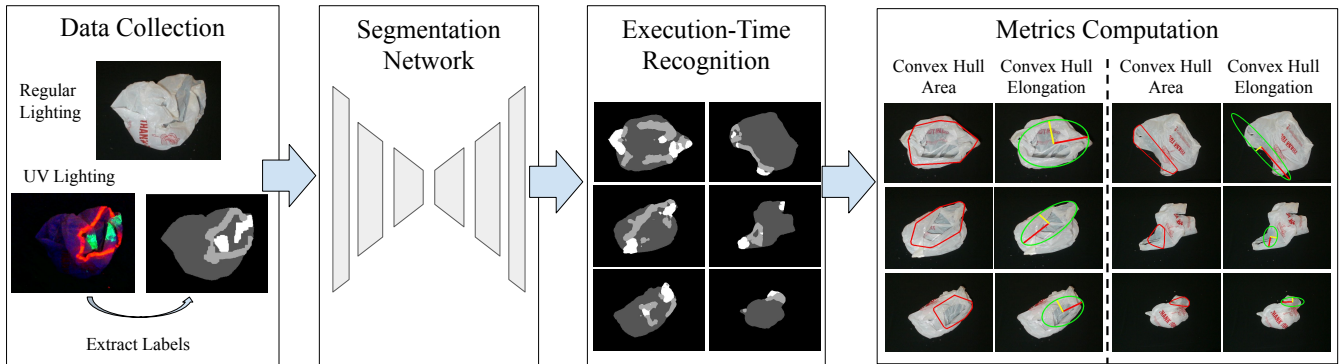 Data Collection
Regular
Lighting
THANK
UV Lighting
Extract Labels
Segmentation
Network
Execution-Time
Recognition
Metrics Computation
Convex Hull
Area
Convex Hull
Elongation
Convex Hull
Area
Convex Hull
Elongation